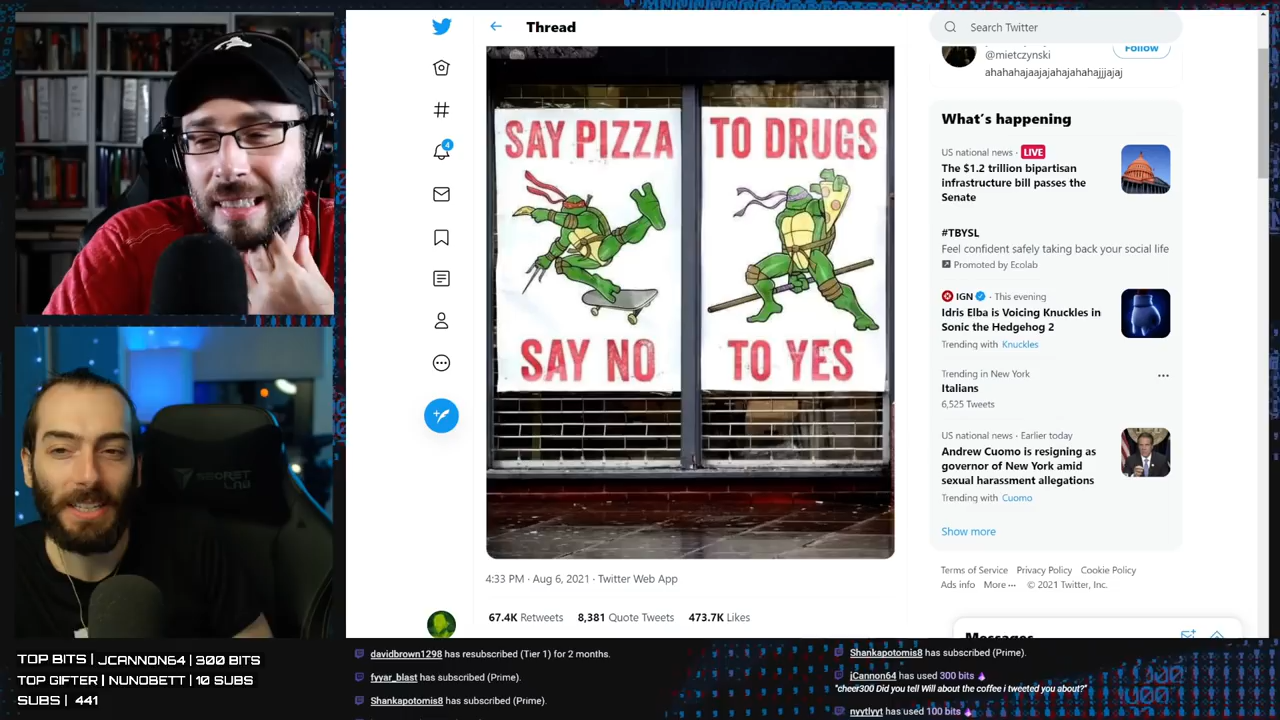 Thread
Search Twitter
@mietczynski
Follow
ahahahajaajajahajahahajjjajaj
SAY PIZZA
TO DRUGS
SAY NO
TO YES
What's happening
US national news · LIVE
The $1.2 trillion bipartisan
infrastructure bill passes the
Senate
#TBYSL
Feel confident safely taking back your social life
Promoted by Ecolab
IGN · This evening
Idris Elba is Voicing Knuckles in
Sonic the Hedgehog 2
Trending with Knuckles
Trending in New York
Italians
6,525 Tweets
US national news · Earlier today
Andrew Cuomo is resigning as
governor of New York amid
sexual harassment allegations
Trending with Cuomo
Show more
Terms of Service Privacy Policy Cookie Policy
Ads info More ··· © 2021 Twitter, Inc.
4
4:33 PM · Aug 6, 2021 · Twitter Web App
67.4K Retweets 8,381 Quote Tweets 473.7K Likes
Messages
SECRET
LAB
TOP BITS | JCANNON64 | 300 BITS
TOP GIFTER | NUNOBETT | 10 SUBS
SUBS | 441
davidbrown1298 has resubscribed (Tier 1) for 2 months.
fyyar_blast has subscribed (Prime).
Shankapotomis8 has subscribed (Prime).
Shankapotomis8 has subscribed (Prime).
jCannon64 has used 300 bits
"cheer300 Did you tell Will about the coffee i tweeted you about?"
nvvtlvvt has used 100 bits